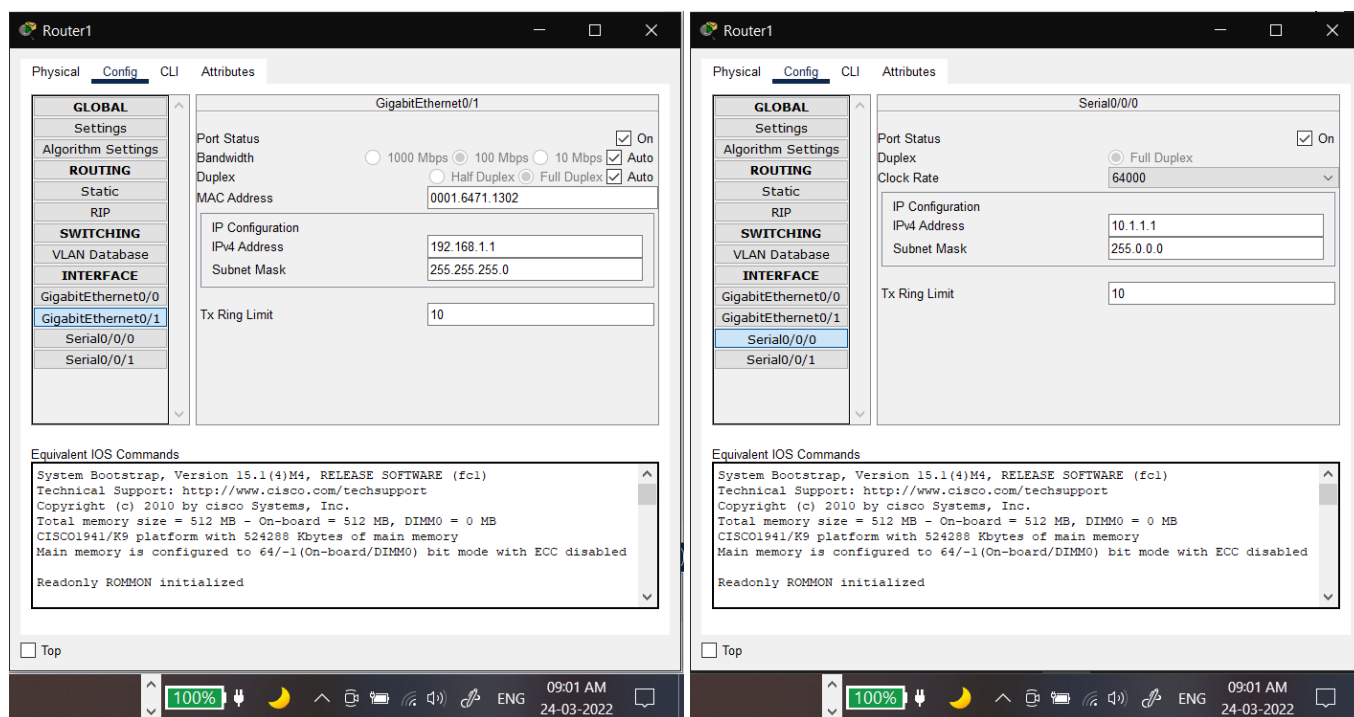 Router1
Physical Config CLI Attributes
GLOBAL
Settings
Algorithm Settings
ROUTING
Static
RIP
SWITCHING
VLAN Database
INTERFACE
GigabitEthernet0/0
GigabitEthernet0/1
Serial0/0/0
Serial0/0/1
GigabitEthernet0/1
Port Status On
Bandwidth 1000 Mbps 100 Mbps 10 Mbps Auto
Duplex Half Duplex Full Duplex Auto
MAC Address 0001.6471.1302
IP Configuration
IPv4 Address 192.168.1.1
Subnet Mask 255.255.255.0
Tx Ring Limit 10
Equivalent IOS Commands
System Bootstrap, Version 15.1(4)M4, RELEASE SOFTWARE (fc1)
Technical Support: http://www.cisco.com/techsupport
Copyright (c) 2010 by cisco Systems, Inc.
Total memory size = 512 MB - On-board = 512 MB, DIMM0 = 0 MB
CISCO1941/K9 platform with 524288 Kbytes of main memory
Main memory is configured to 64/-1(On-board/DIMM0) bit mode with ECC disabled
Readonly ROMMON initialized
Top
100% ENG 09:01 AM
24-03-2022
Router1
Physical Config CLI Attributes
GLOBAL
Settings
Algorithm Settings
ROUTING
Static
RIP
SWITCHING
VLAN Database
INTERFACE
GigabitEthernet0/0
GigabitEthernet0/1
Serial0/0/0
Serial0/0/1
Serial0/0/0
Port Status On
Duplex Full Duplex
Clock Rate 64000
IP Configuration
IPv4 Address 10.1.1.1
Subnet Mask 255.0.0.0
Tx Ring Limit 10
Equivalent IOS Commands
System Bootstrap, Version 15.1(4)M4, RELEASE SOFTWARE (fc1)
Technical Support: http://www.cisco.com/techsupport
Copyright (c) 2010 by cisco Systems, Inc.
Total memory size = 512 MB - On-board = 512 MB, DIMM0 = 0 MB
CISCO1941/K9 platform with 524288 Kbytes of main memory
Main memory is configured to 64/-1(On-board/DIMM0) bit mode with ECC disabled
Readonly ROMMON initialized
Top
100% ENG 09:01 AM
24-03-2022